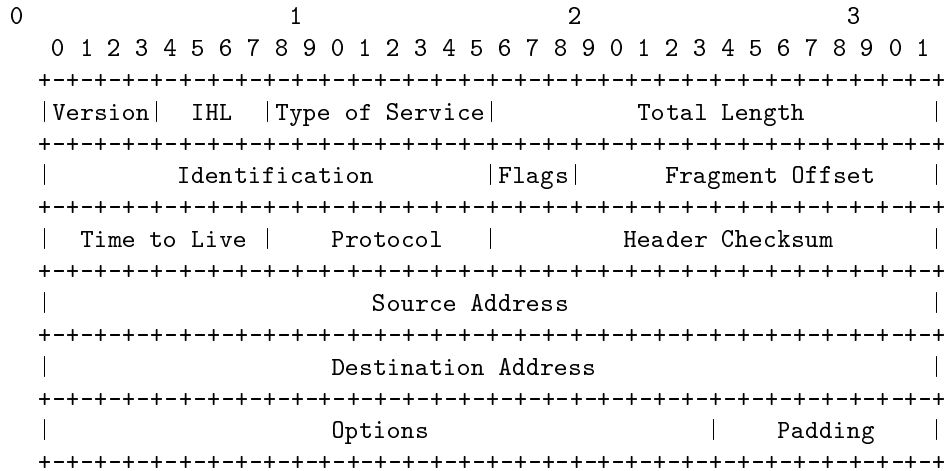 0                   1                   2                   3
 0 1 2 3 4 5 6 7 8 9 0 1 2 3 4 5 6 7 8 9 0 1 2 3 4 5 6 7 8 9 0 1
+-+-+-+-+-+-+-+-+-+-+-+-+-+-+-+-+-+-+-+-+-+-+-+-+-+-+-+-+-+-+-+-+
|Version|  IHL  |Type of Service|          Total Length         |
+-+-+-+-+-+-+-+-+-+-+-+-+-+-+-+-+-+-+-+-+-+-+-+-+-+-+-+-+-+-+-+-+
|         Identification        |Flags|      Fragment Offset    |
+-+-+-+-+-+-+-+-+-+-+-+-+-+-+-+-+-+-+-+-+-+-+-+-+-+-+-+-+-+-+-+-+
|  Time to Live |    Protocol   |         Header Checksum       |
+-+-+-+-+-+-+-+-+-+-+-+-+-+-+-+-+-+-+-+-+-+-+-+-+-+-+-+-+-+-+-+-+
|                       Source Address                          |
+-+-+-+-+-+-+-+-+-+-+-+-+-+-+-+-+-+-+-+-+-+-+-+-+-+-+-+-+-+-+-+-+
|                    Destination Address                        |
+-+-+-+-+-+-+-+-+-+-+-+-+-+-+-+-+-+-+-+-+-+-+-+-+-+-+-+-+-+-+-+-+
|                    Options                    |    Padding    |
+-+-+-+-+-+-+-+-+-+-+-+-+-+-+-+-+-+-+-+-+-+-+-+-+-+-+-+-+-+-+-+-+